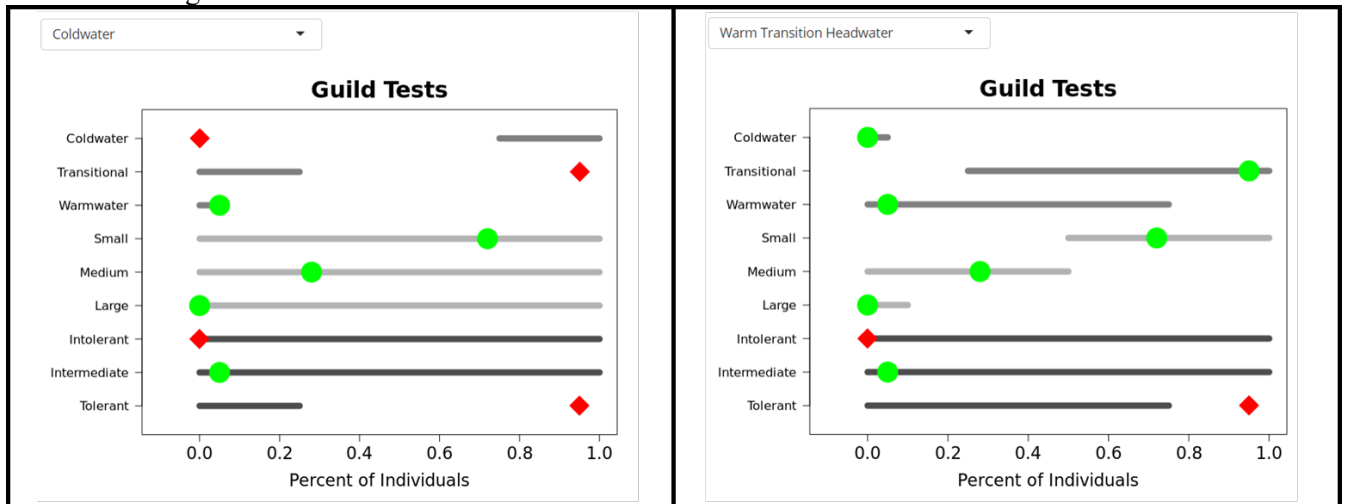 Coldwater
Guild Tests
Coldwater
Transitional
Warmwater
Small
Medium
Large
Intolerant
Intermediate
Tolerant
0.0 0.2 0.4 0.6 0.8 1.0
Percent of Individuals
Warm Transition Headwater
Guild Tests
Coldwater
Transitional
Warmwater
Small
Medium
Large
Intolerant
Intermediate
Tolerant
0.0 0.2 0.4 0.6 0.8 1.0
Percent of Individuals